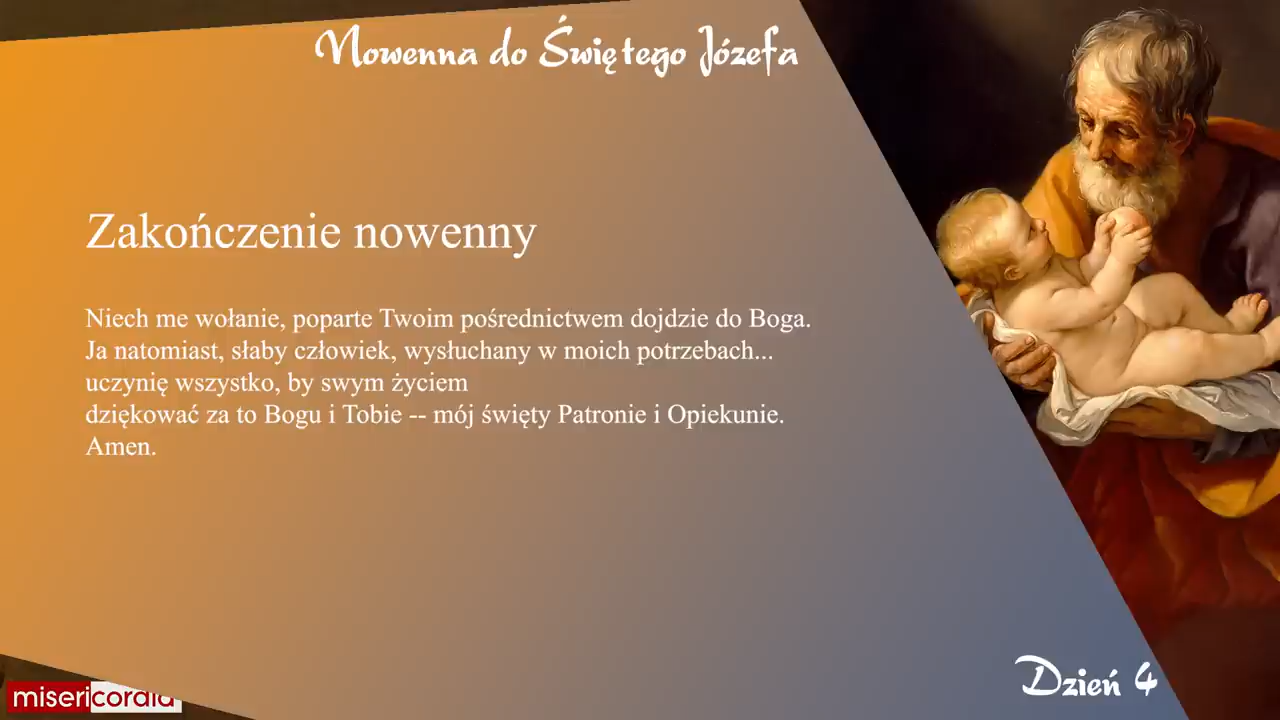 Nowenna do Świętego Józefa
Zakończenie nowenny
Niech me wołanie, poparte Twoim pośrednictwem dojdzie do Boga.
Ja natomiast, słaby człowiek, wysłuchany w moich potrzebach...
uczynię wszystko, by swym życiem
dziękować za to Bogu i Tobie -- mój święty Patronie i Opiekunie.
Amen.
Dzień 4
misericordia